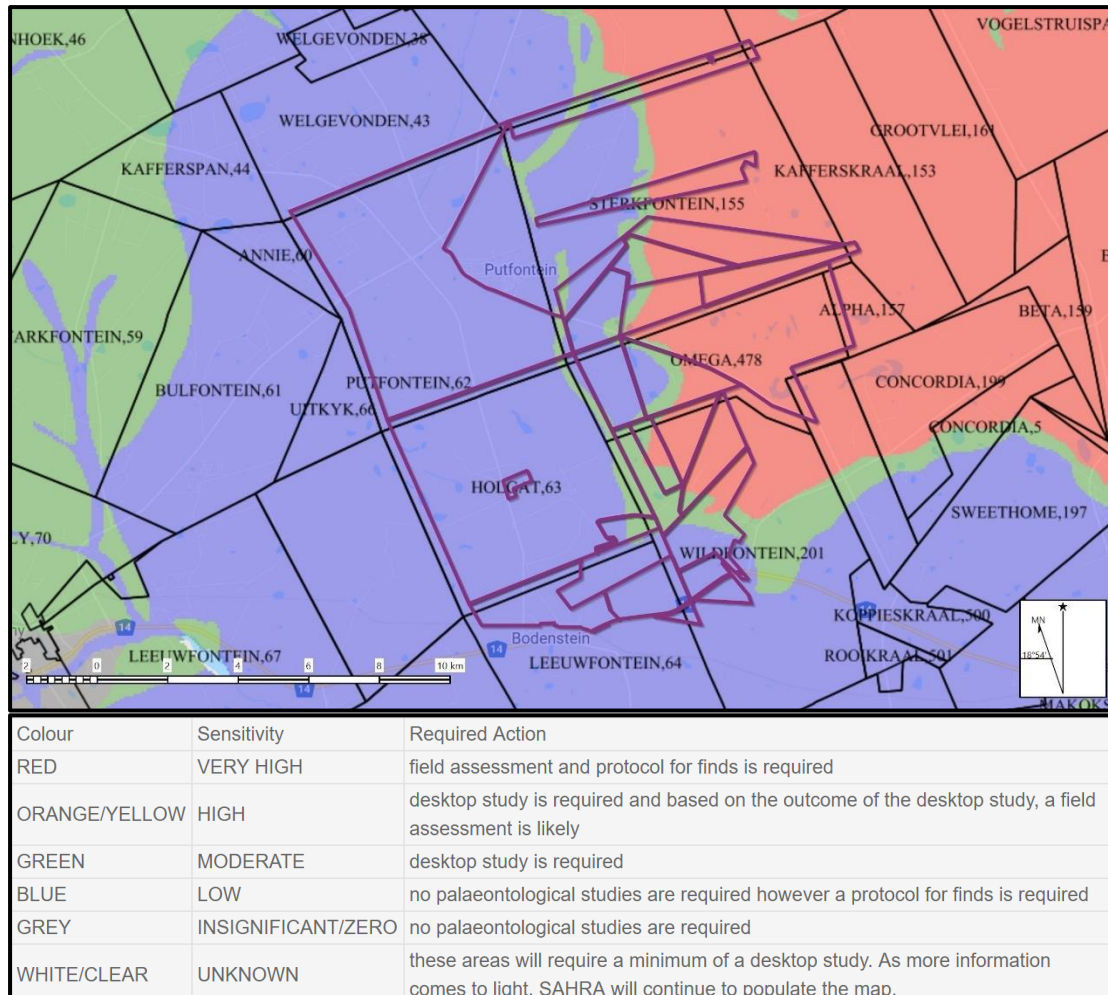 NHOEK,46
WELGEVONDEN,38
VOGELSTRUISPA
WELGEVONDEN,43
GROOTVLEI,161
KAFFERSPAN,44
KAFFERSKRAAL,153
STERKFONTEIN,155
ANNIE,60
Putfontein
ARKFONTEIN,59
ALPHA,157
BETA,159
OMEGA,478
BULFONTEIN,61
PUTFONTEIN,62
CONCORDIA,199
UITKYK,66
CONCORDIA,5
HOLGAT,63
SWEETHOME,197
LY,70
WILDFONTEIN,201
14
14
KOPPIESKRAAL,500
MN
18°54'
14
Bodenstein
LEEUWFONTEIN,67
14
LEEUWFONTEIN,64
ROOIKRAAL,501
2 0 2 4 6 8 10 km
14
MAKOKS
Colour Sensitivity Required Action
RED VERY HIGH field assessment and protocol for finds is required
ORANGE/YELLOW HIGH desktop study is required and based on the outcome of the desktop study, a field
assessment is likely
GREEN MODERATE desktop study is required
BLUE LOW no palaeontological studies are required however a protocol for finds is required
GREY INSIGNIFICANT/ZERO no palaeontological studies are required
WHITE/CLEAR UNKNOWN these areas will require a minimum of a desktop study. As more information
comes to light, SAHRA will continue to populate the map.